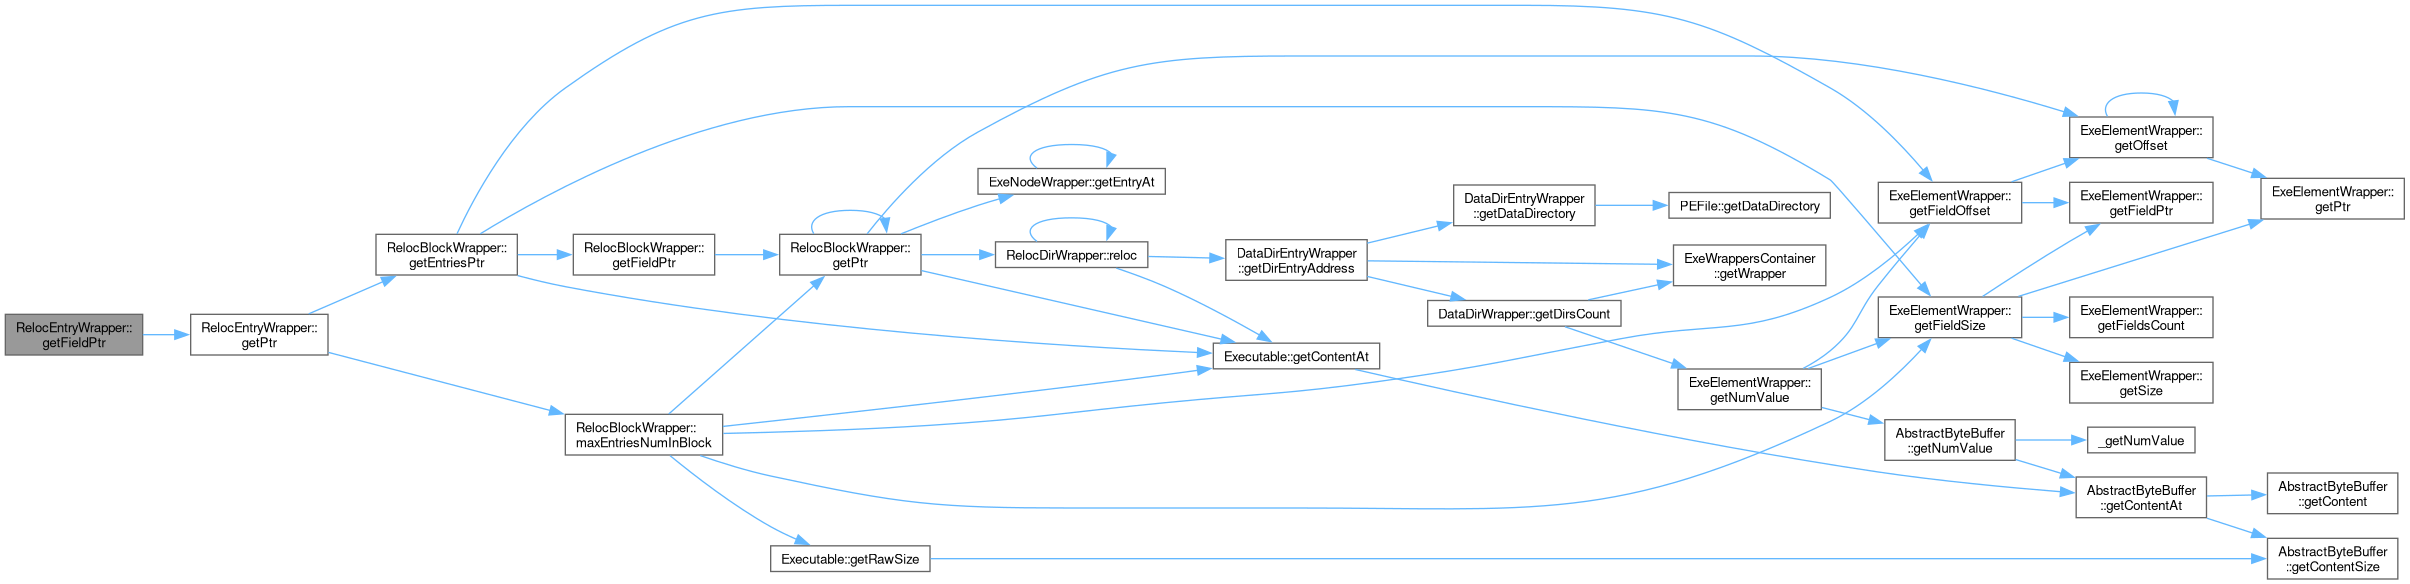 RelocEntryWrapper::
getFieldPtr
RelocEntryWrapper::
getPtr
RelocBlockWrapper::
getEntriesPtr
RelocBlockWrapper::
maxEntriesNumInBlock
RelocBlockWrapper::
getFieldPtr
RelocBlockWrapper::
getPtr
Executable::getRawSize
ExeNodeWrapper::getEntryAt
RelocDirWrapper::reloc
DataDirEntryWrapper
::getDirEntryAddress
Executable::getContentAt
DataDirEntryWrapper
::getDataDirectory
DataDirWrapper::getDirsCount
PEFile::getDataDirectory
ExeWrappersContainer
::getWrapper
ExeElementWrapper::
getNumValue
ExeElementWrapper::
getFieldOffset
ExeElementWrapper::
getFieldSize
AbstractByteBuffer
::getNumValue
ExeElementWrapper::
getOffset
ExeElementWrapper::
getFieldPtr
ExeElementWrapper::
getFieldsCount
ExeElementWrapper::
getSize
_getNumValue
AbstractByteBuffer
::getContentAt
ExeElementWrapper::
getPtr
AbstractByteBuffer
::getContent
AbstractByteBuffer
::getContentSize